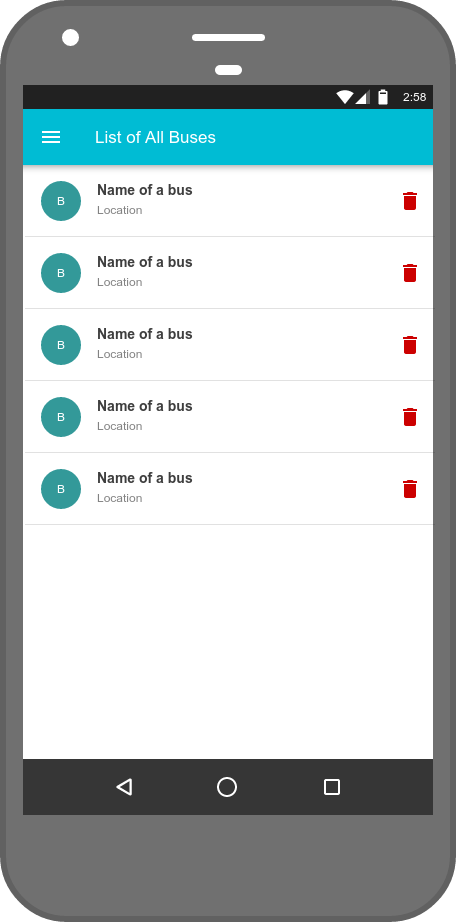 2:58
List of All Buses
B
Name of a bus
Location
B
Name of a bus
Location
B
Name of a bus
Location
B
Name of a bus
Location
B
Name of a bus
Location